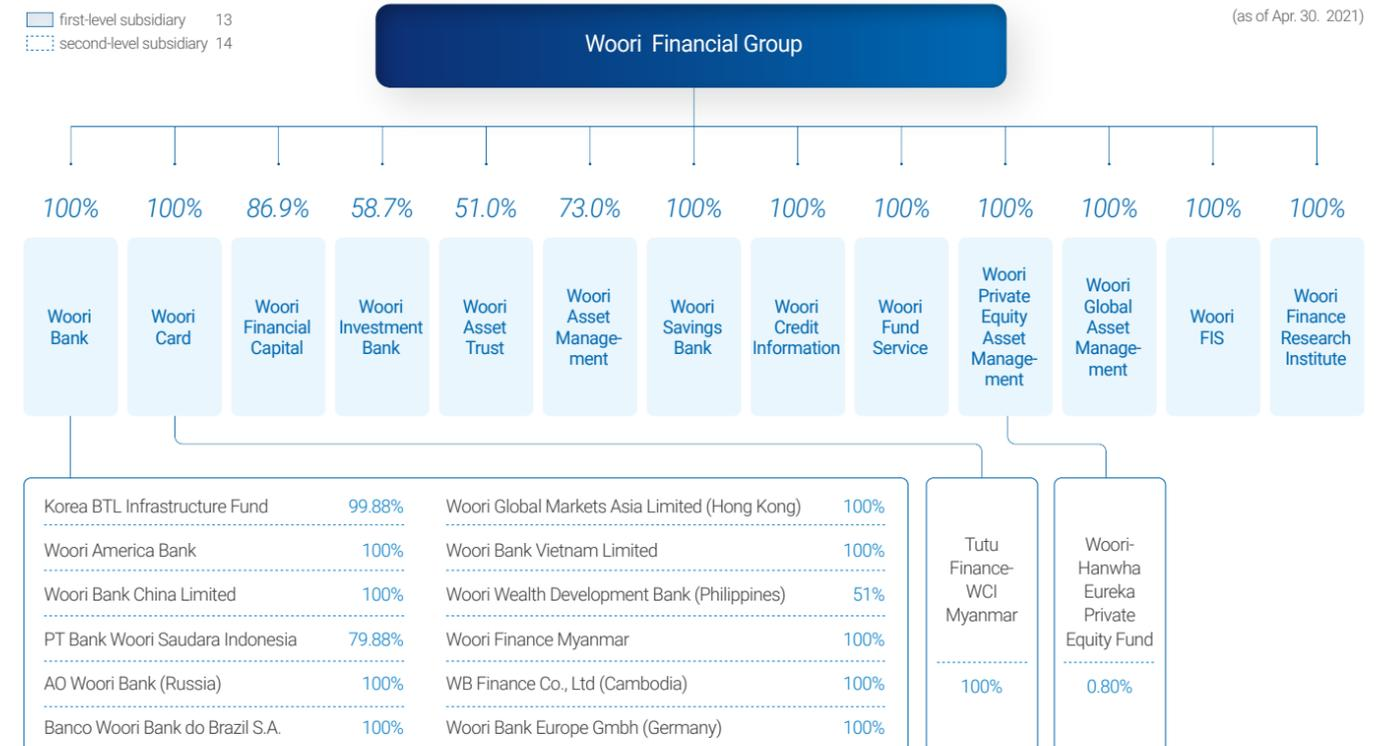 first-level subsidiary 13
second-level subsidiary 14
(as of Apr. 30. 2021)
Woori Financial Group
100% 100% 86.9% 58.7% 51.0% 73.0% 100% 100% 100% 100% 100% 100% 100%
Woori
Bank
Woori
Card
Woori
Financial
Capital
Woori
Investment
Bank
Woori
Asset
Trust
Woori
Asset
Manage-
ment
Woori
Savings
Bank
Woori
Credit
Information
Woori
Fund
Service
Woori
Private
Equity
Asset
Manage-
ment
Woori
Global
Asset
Manage-
ment
Woori
FIS
Woori
Finance
Research
Institute
Korea BTL Infrastructure Fund 99.88%
Woori America Bank 100%
Woori Bank China Limited 100%
PT Bank Woori Saudara Indonesia 79.88%
AO Woori Bank (Russia) 100%
Banco Woori Bank do Brazil S.A. 100%
Woori Global Markets Asia Limited (Hong Kong) 100%
Woori Bank Vietnam Limited 100%
Woori Wealth Development Bank (Philippines) 51%
Woori Finance Myanmar 100%
WB Finance Co., Ltd (Cambodia) 100%
Woori Bank Europe Gmbh (Germany) 100%
Tutu
Finance-
WCI
Myanmar
100%
Woori-
Hanwha
Eureka
Private
Equity Fund
0.80%